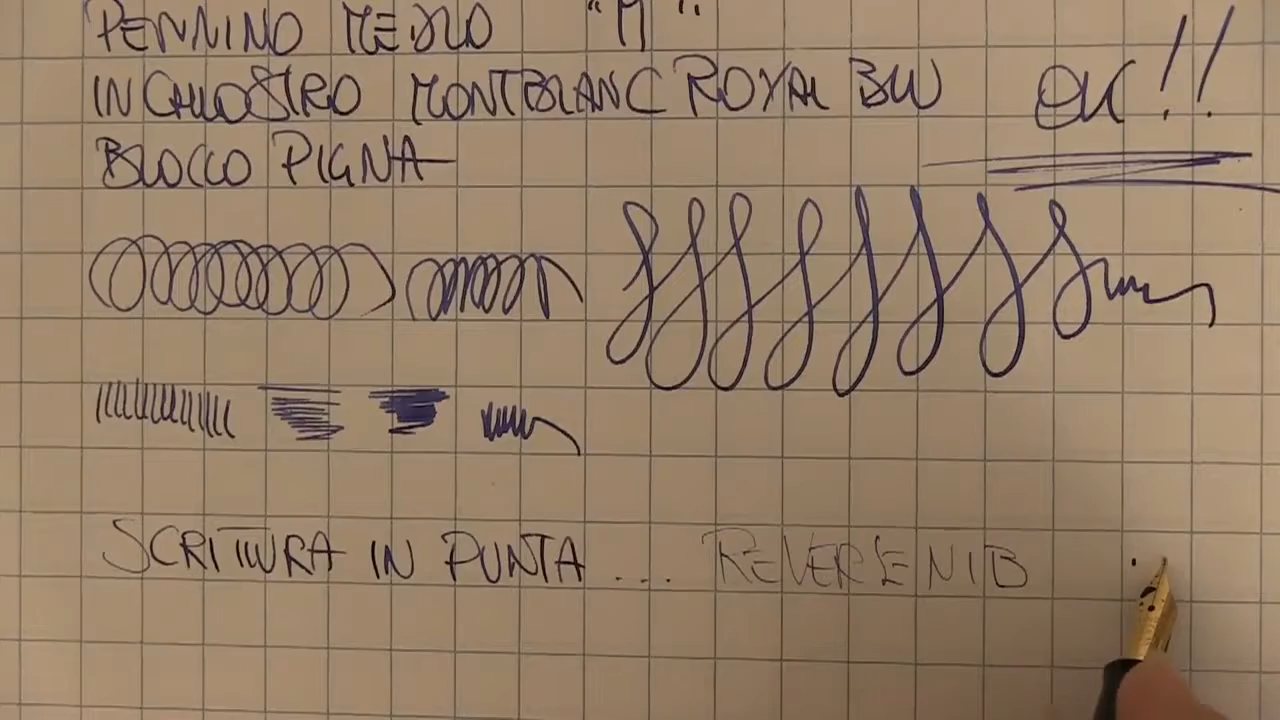 PENNINO MEDIO "M"
INCHIOSTRO MONTBLANC ROYAL BLU OK!!
BLOCCO PIGNA
SCRITTURA IN PUNTA ... REVERSE NIB .